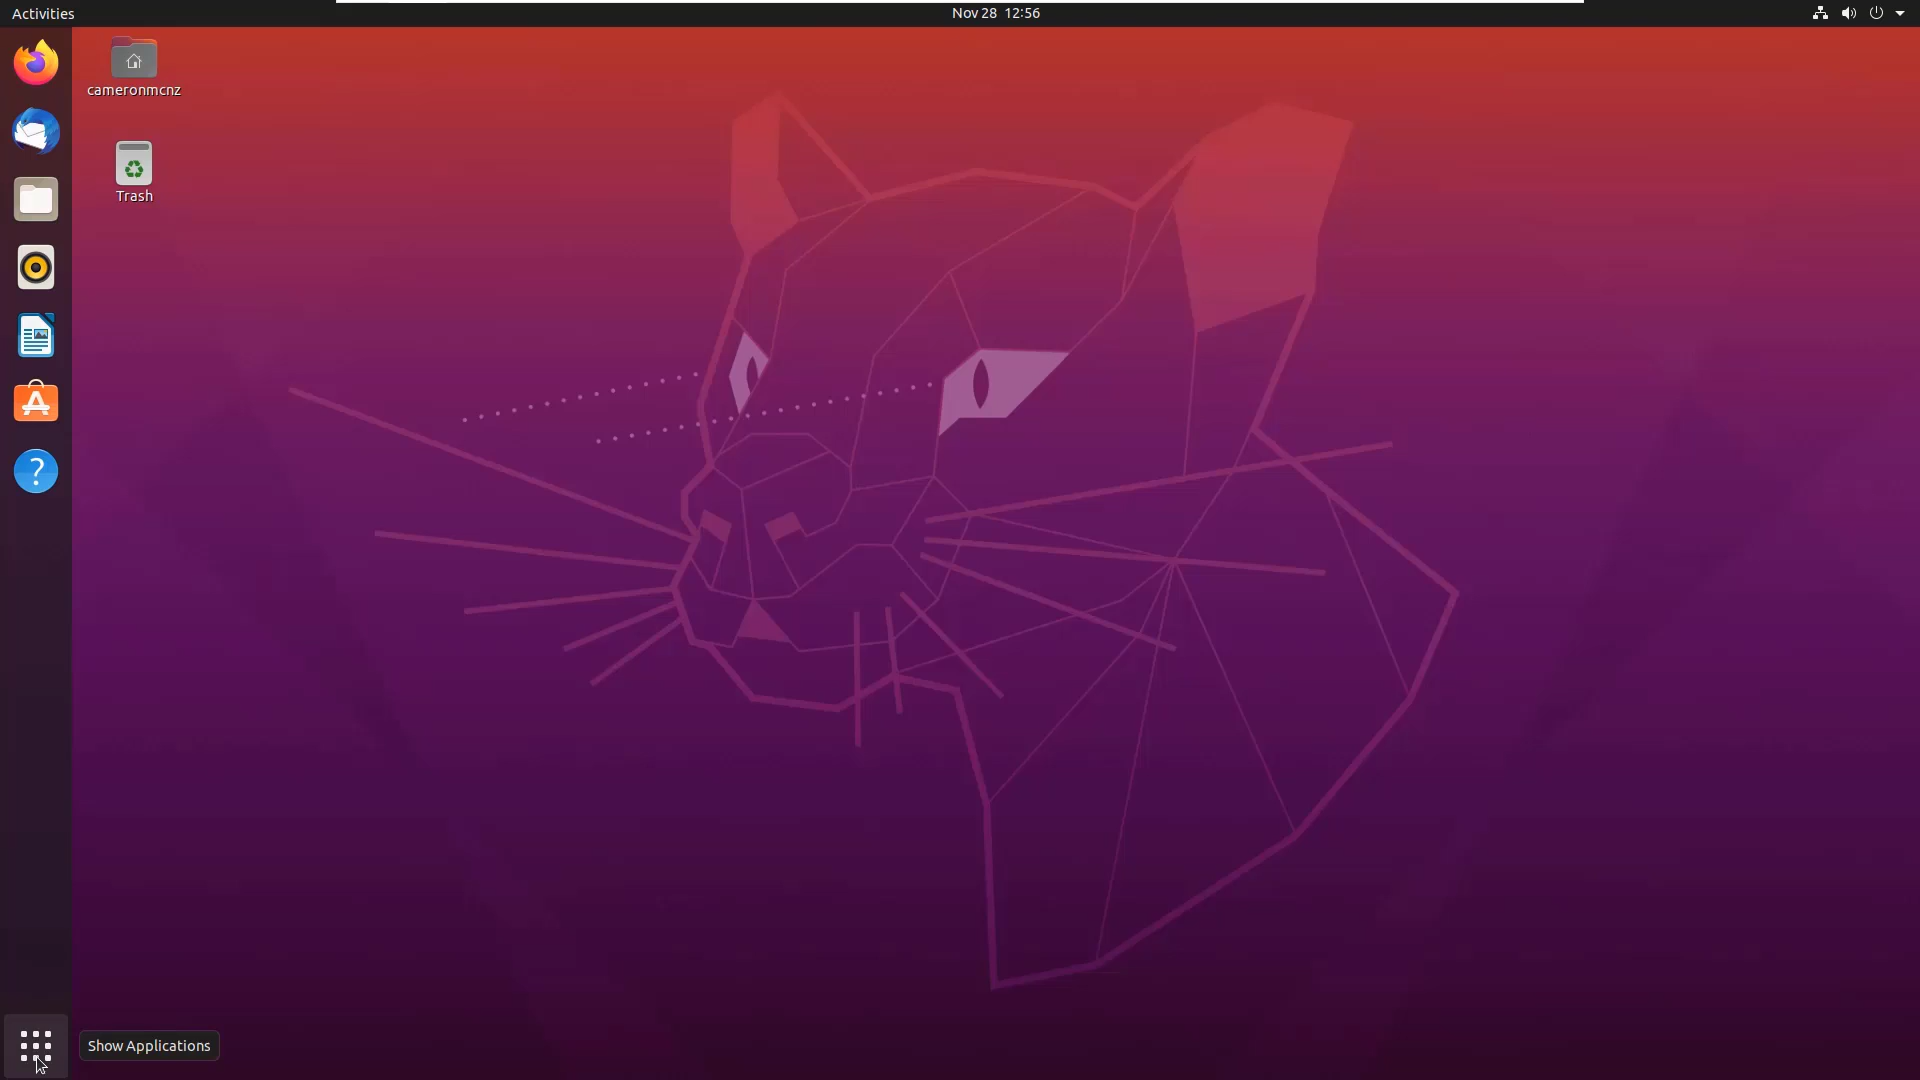 Activities
Nov 28 12:56
cameronmcnz
Trash
Show Applications